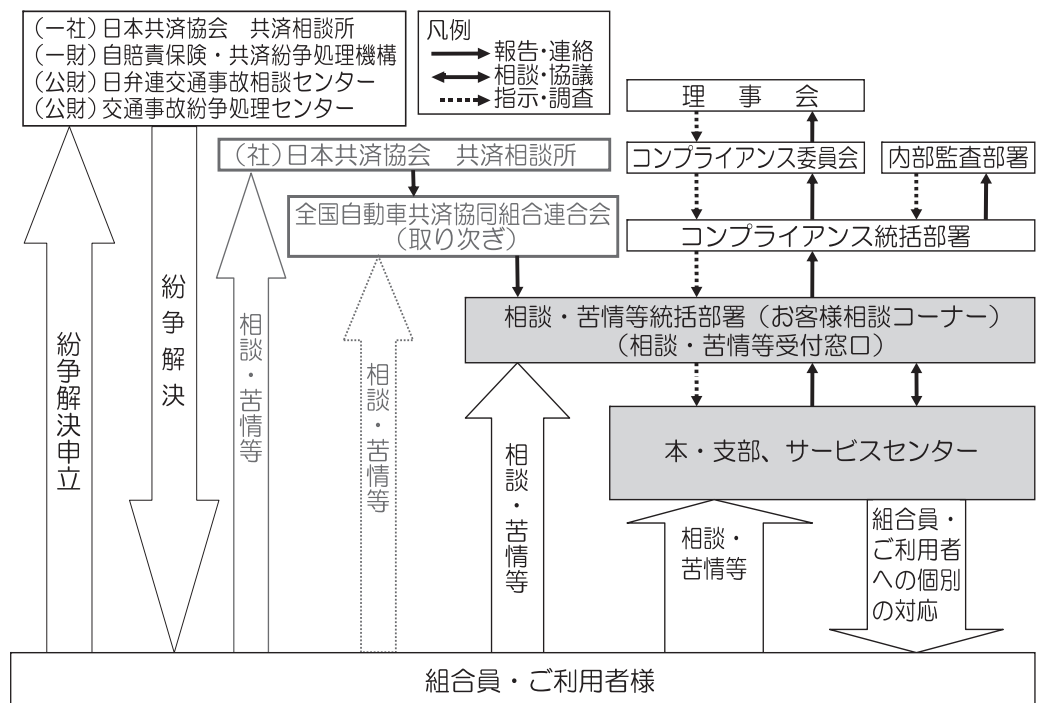 (一社)日本共済協会 共済相談所
(一財)自賠責保険・共済紛争処理機構
(公財)日弁連交通事故相談センター
(公財)交通事故紛争処理センター
凡例
報告・連絡
相談・協議
指示・調査
理事会
(社)日本共済協会 共済相談所
コンプライアンス委員会
内部監査部署
全国自動車共済協同組合連合会
(取り次ぎ)
コンプライアンス統括部署
相談・苦情等統括部署(お客様相談コーナー)
(相談・苦情等受付窓口)
本・支部、サービスセンター
紛争解決申立
紛争解決
相談・苦情等
相談・苦情等
相談・苦情等
相談・
苦情等
組合員・
ご利用者
への個別
の対応
組合員・ご利用者様